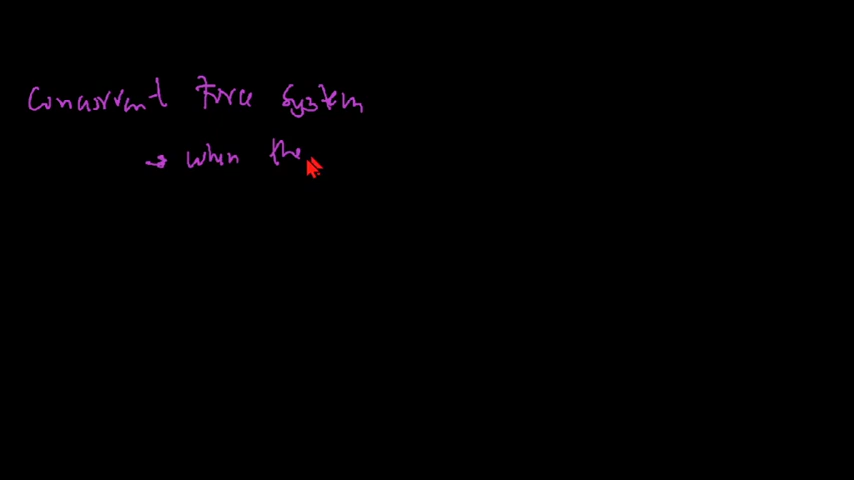 Concurrent Force System
→ when the